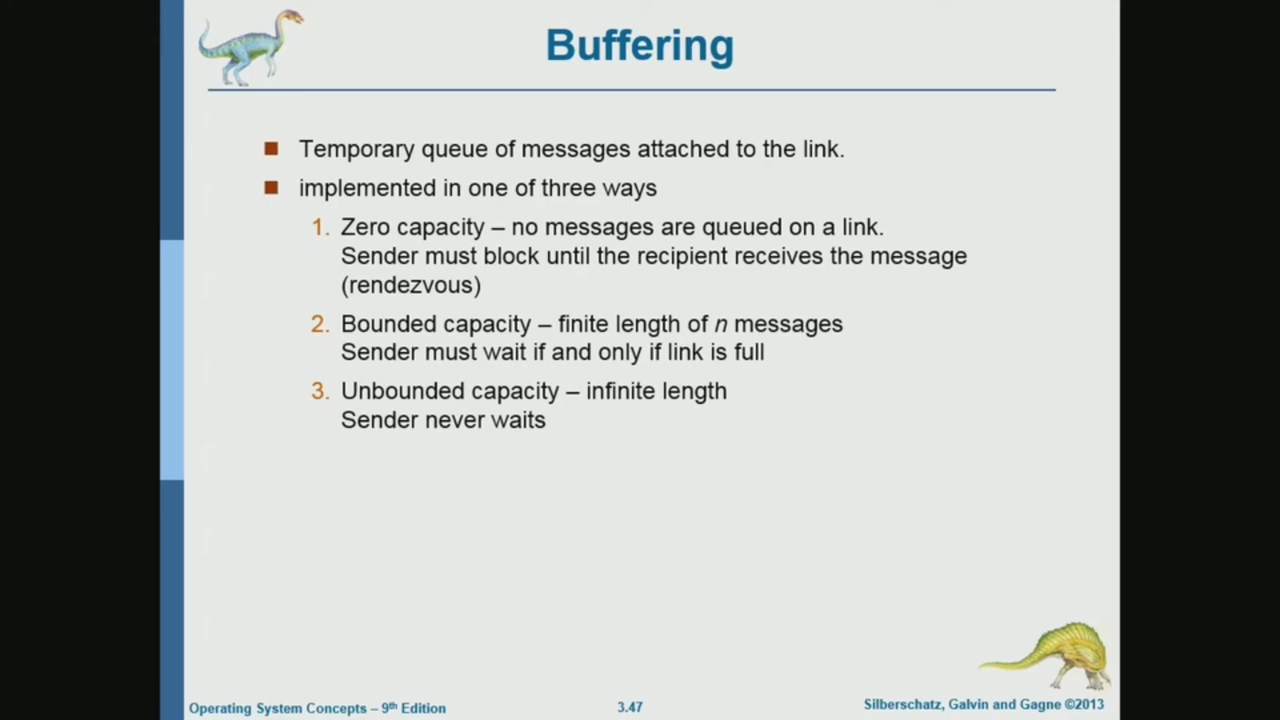 Buffering
Temporary queue of messages attached to the link.
implemented in one of three ways
1. Zero capacity – no messages are queued on a link.
Sender must block until the recipient receives the message
(rendezvous)
2. Bounded capacity – finite length of n messages
Sender must wait if and only if link is full
3. Unbounded capacity – infinite length
Sender never waits
Operating System Concepts – 9th Edition
3.47
Silberschatz, Galvin and Gagne ©2013